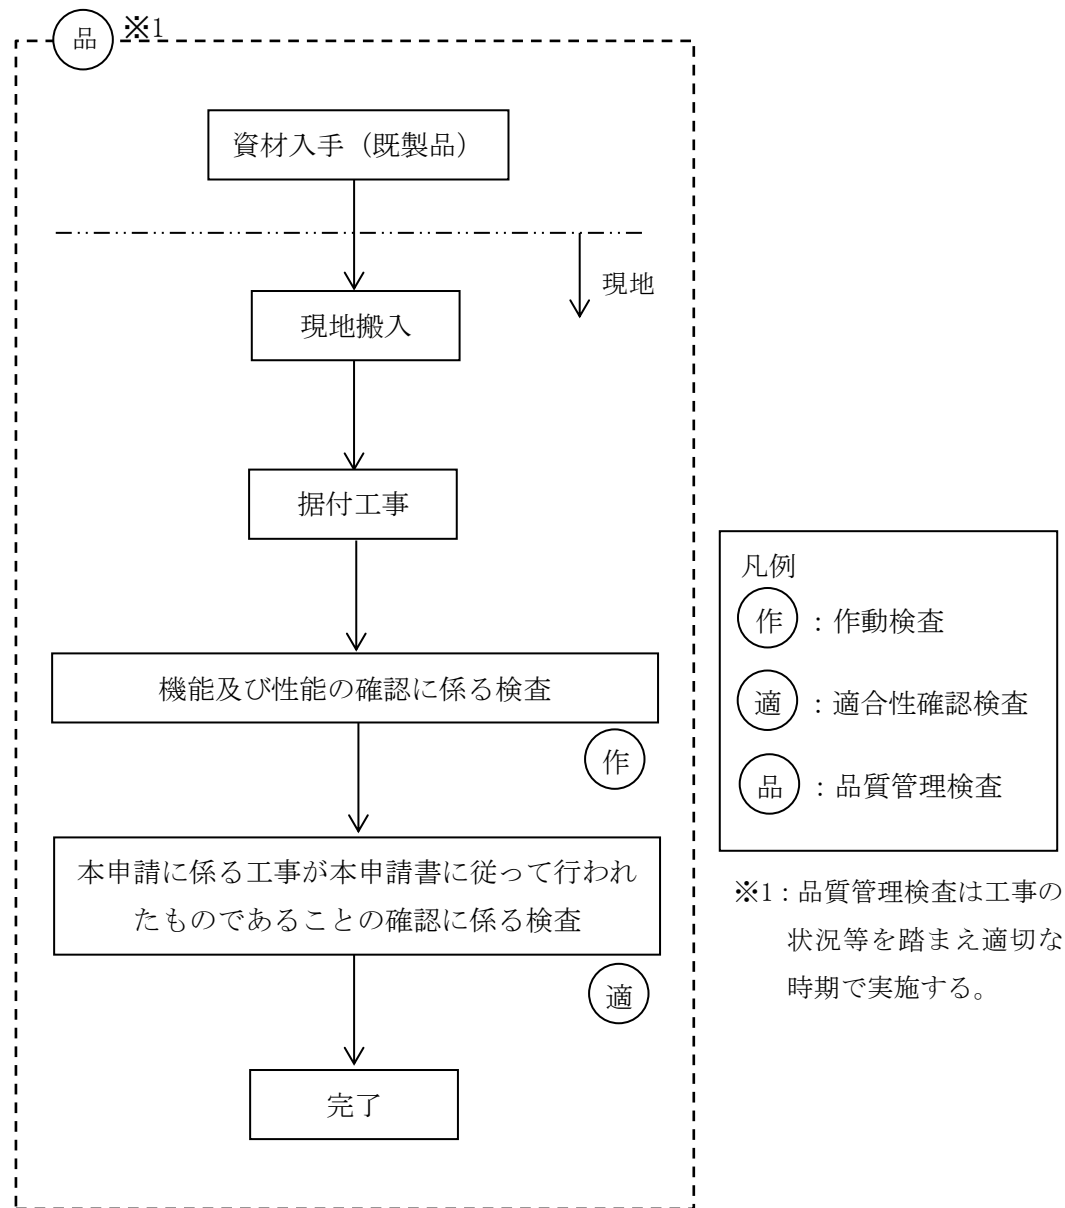 品 ※1
資材入手（既製品）
現地
現地搬入
据付工事
機能及び性能の確認に係る検査
作
本申請に係る工事が本申請書に従って行われ
たものであることの確認に係る検査
適
完了
凡例
作：作動検査
適：適合性確認検査
品：品質管理検査
※1：品質管理検査は工事の
状況等を踏まえ適切な
時期で実施する。